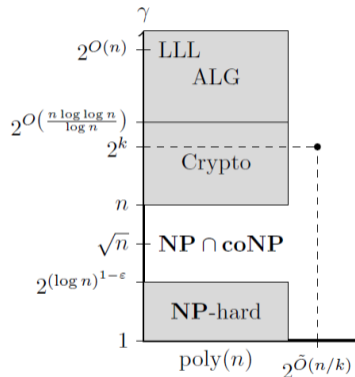 γ
2^{O(n)}
LLL
ALG
2^{O(\frac{n \log \log n}{\log n})}
2^k
Crypto
n
√n
NP ∩ coNP
2^{(\log n)^{1-ε}}
NP-hard
1
poly(n)
2^{Õ(n/k)}